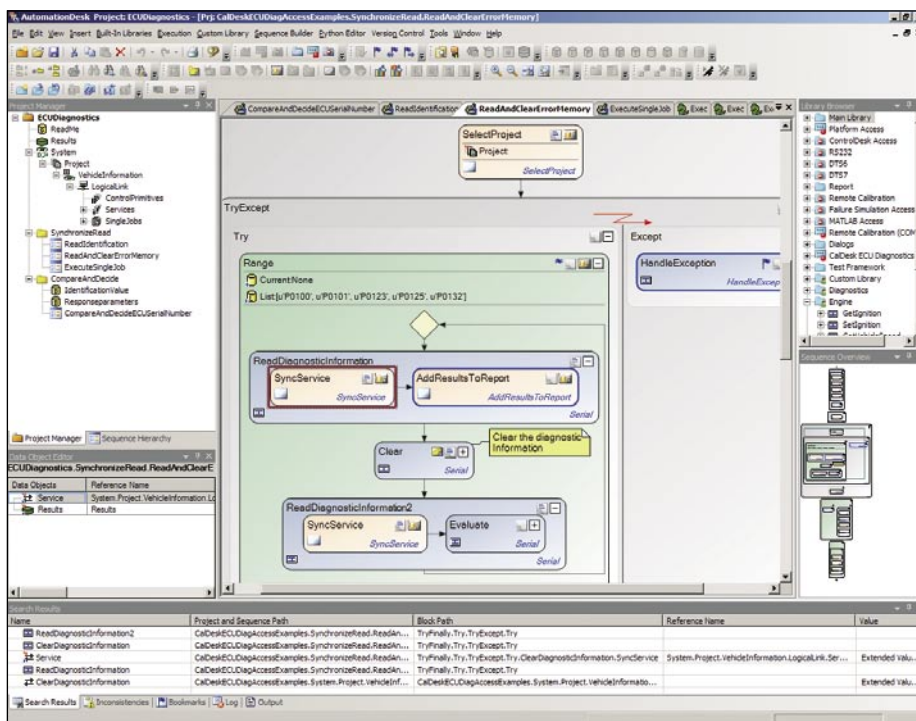 AutomationDesk Project: ECUDiagnostics - [Prj: CalDeskECUDiagAccessExamples.SynchronizeRead.ReadAndClearErrorMemory]
File Edit View Insert Built-In Libraries Execution Custom Library Sequence Builder Python Editor Version Control Tools Window Help
Project Manager
ECUDiagnostics
ReadMe
Results
System
Project
VehicleInformation
LogicalLink
ControlPrimitives
Services
SingleJobs
SynchronizeRead
ReadIdentification
ReadAndClearErrorMemory
ExecuteSingleJob
CompareAndDecide
IdentificationValue
Responseparameters
CompareAndDecideECUSerialNumber
Project Manager Sequence Hierarchy
Data Object Editor
ECUDiagnostics.SynchronizeRead.ReadAndClearE
Data Objects Reference Name
Service System.Project.VehicleInformation.Lo
Results Results
CompareAndDecideECUSerialNumber ReadIdentification ReadAndClearErrorMemory ExecuteSingleJob Exec Exec Ex
SelectProject
Project
SelectProject
TryExcept
Try
Except
Range
CurrentNone
List[u'P0100', u'P0101', u'P0123', u'P0125', u'P0132']
HandleException
HandleExcep
ReadDiagnosticInformation
SyncService
SyncService
AddResultsToReport
AddResultsToReport
Serial
Clear
Serial
Clear the diagnostic
Information
ReadDiagnosticInformation2
SyncService
SyncService
Evaluate
Serial
Serial
Library Browser
Main Library
Platform Access
ControlDesk Access
RS232
DTS6
DTS7
Report
Remote Calibration
Failure Simulation Access
MATLAB Access
Remote Calibration (COM
Dialogs
CalDesk ECU Diagnostics
Test Framework
Custom Library
Diagnostics
Engine
GetIgnition
SetIgnition
Sequence Overview
Search Results
Name Project and Sequence Path Block Path Reference Name Value
ReadDiagnosticInformation2 CalDeskECUDiagAccessExamples.SynchronizeRead.ReadAn... TryFinally.Try.TryExcept.Try
ClearDiagnosticInformation CalDeskECUDiagAccessExamples.SynchronizeRead.ReadAn... TryFinally.Try.TryExcept.Try
Service CalDeskECUDiagAccessExamples.SynchronizeRead.ReadAn... TryFinally.Try.TryExcept.Try.ClearDiagnosticInformation.SyncService System.Project.VehicleInformation.LogicalLink.Ser... Extended Valu...
ReadDiagnosticInformation CalDeskECUDiagAccessExamples.SynchronizeRead.ReadAn... TryFinally.Try.TryExcept.Try
ClearDiagnosticInformation CalDeskECUDiagAccessExamples.System.Project.VehicleInf... CalDeskECUDiagAccessExamples.System.Project.VehicleInformatio... Extended Valu...
Search Results Inconsistencies Bookmarks Log Output